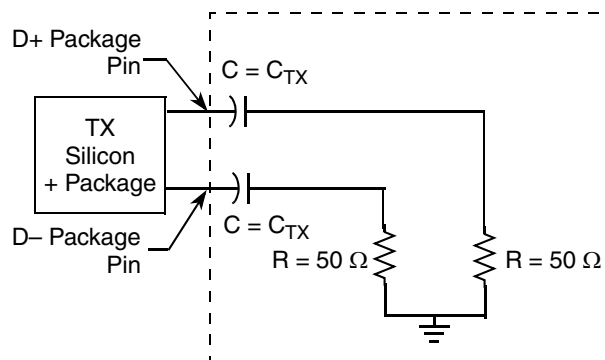 D+ Package
Pin
C = CTX
TX
Silicon
+ Package
D– Package
Pin
C = CTX
R = 50 Ω
R = 50 Ω